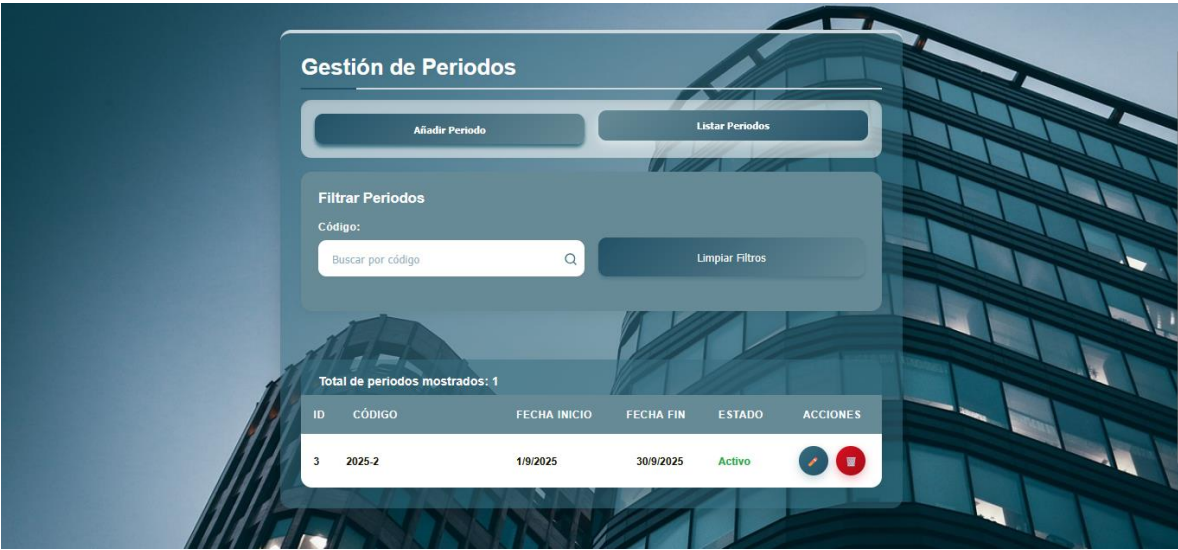 Gestión de Periodos
Añadir Periodo Listar Periodos
Filtrar Periodos
Código:
Buscar por código Limpiar Filtros
Total de periodos mostrados: 1
ID CÓDIGO FECHA INICIO FECHA FIN ESTADO ACCIONES
3 2025-2 1/9/2025 30/9/2025 Activo